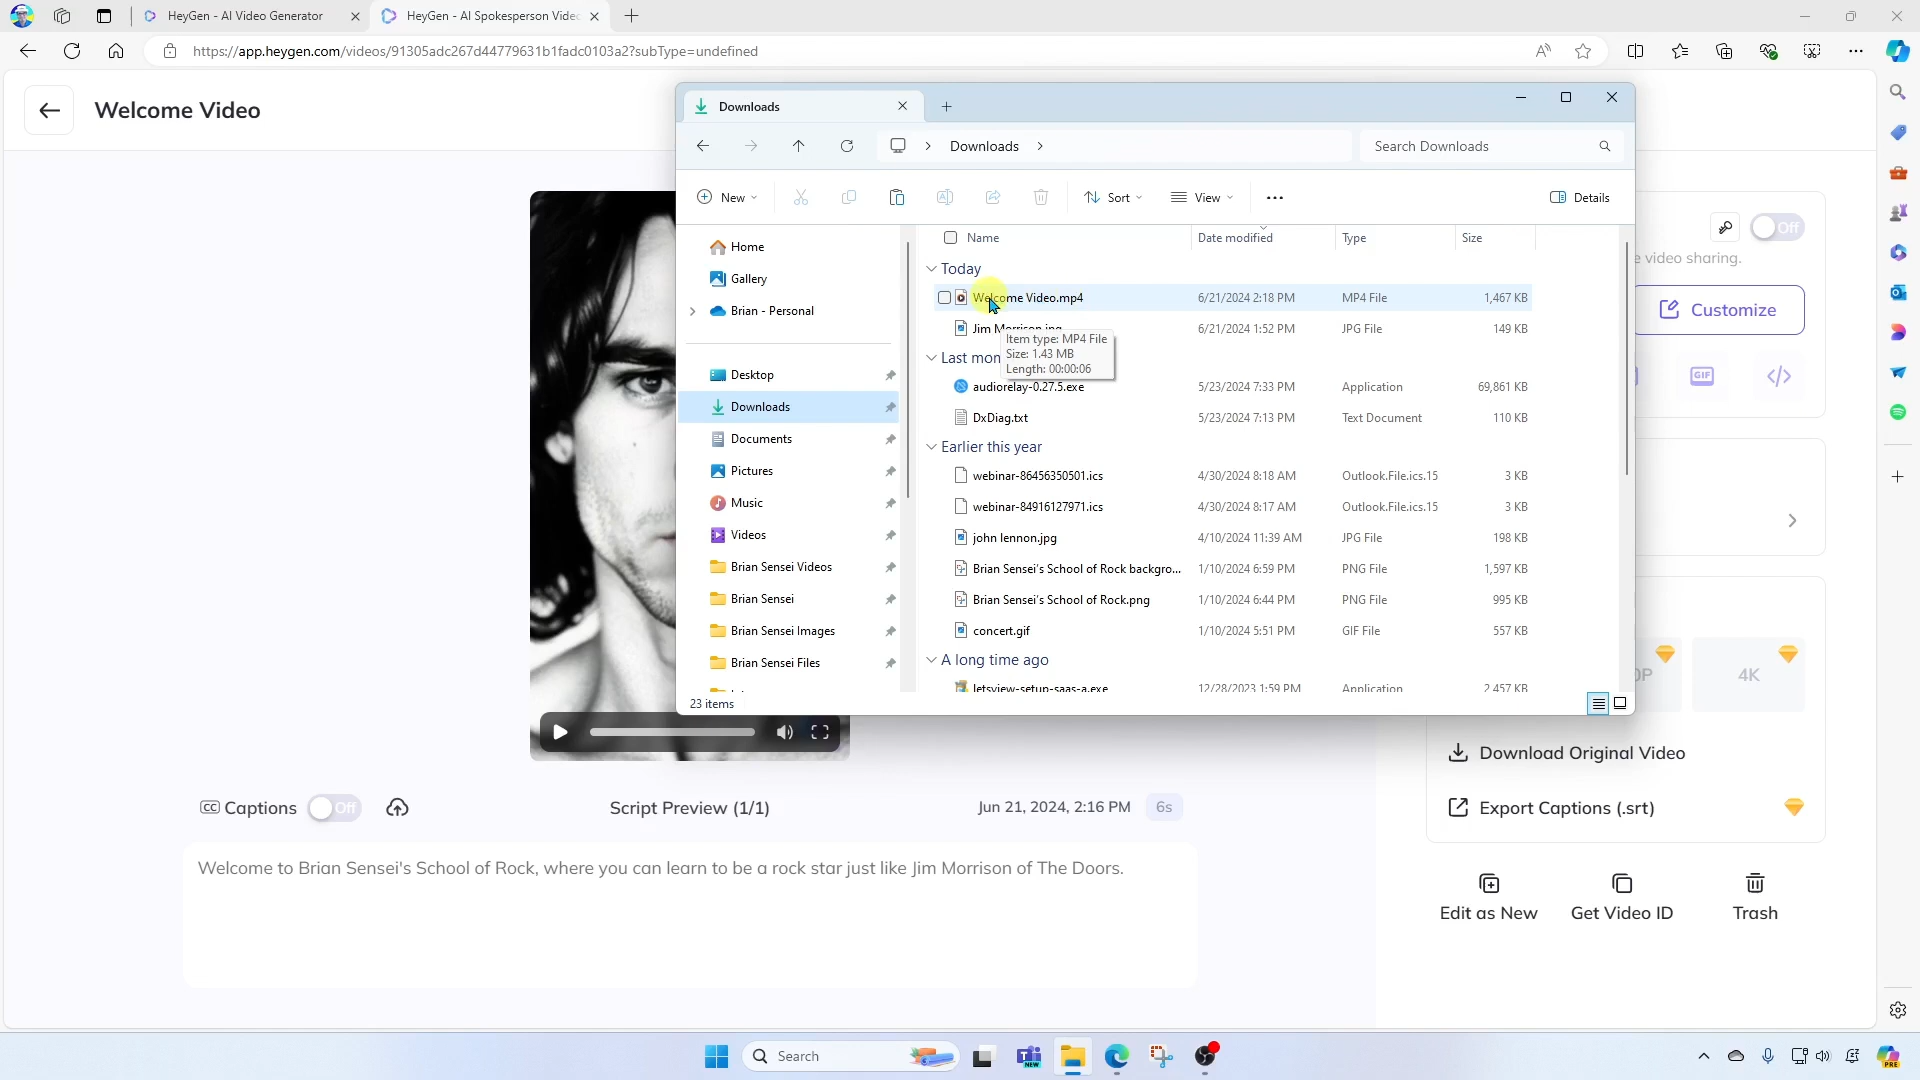 HeyGen - AI Video Generator
HeyGen - AI Spokesperson Video
https://app.heygen.com/videos/91305adc267d44779631b1fadc0103a2?subType=undefined
Welcome Video
Downloads
Downloads
Search Downloads
New
Sort
View
Details
Home
Gallery
Brian - Personal
Desktop
Downloads
Documents
Pictures
Music
Videos
Brian Sensei Videos
Brian Sensei
Brian Sensei Images
Brian Sensei Files
Name Date modified Type Size
Today
Welcome Video.mp4 6/21/2024 2:18 PM MP4 File 1,467 KB
Jim Morrison.jpg 6/21/2024 1:52 PM JPG File 149 KB
Item type: MP4 File
Size: 1.43 MB
Length: 00:00:06
Last mon
audiorelay-0.27.5.exe 5/23/2024 7:33 PM Application 69,861 KB
DxDiag.txt 5/23/2024 7:13 PM Text Document 110 KB
Earlier this year
webinar-86456350501.ics 4/30/2024 8:18 AM Outlook.File.ics.15 3 KB
webinar-84916127971.ics 4/30/2024 8:17 AM Outlook.File.ics.15 3 KB
john lennon.jpg 4/10/2024 11:39 AM JPG File 198 KB
Brian Sensei's School of Rock backgro... 1/10/2024 6:59 PM PNG File 1,597 KB
Brian Sensei's School of Rock.png 1/10/2024 6:44 PM PNG File 995 KB
concert.gif 1/10/2024 5:51 PM GIF File 557 KB
A long time ago
letsview-setup-saas-a.exe 12/28/2023 1:59 PM Application 2,457 KB
23 items
Off
e video sharing.
Customize
GIF
</>
P 4K
Download Original Video
Export Captions (.srt)
Edit as New Get Video ID Trash
CC Captions Off Script Preview (1/1) Jun 21, 2024, 2:16 PM 6s
Welcome to Brian Sensei's School of Rock, where you can learn to be a rock star just like Jim Morrison of The Doors.
Search
NEW
PRE